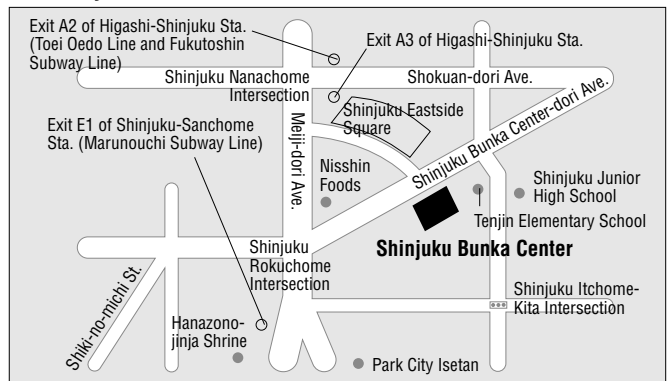 Exit A2 of Higashi-Shinjuku Sta.
(Toei Oedo Line and Fukutoshin
Subway Line)
Exit A3 of Higashi-Shinjuku Sta.
Shinjuku Nanachome
Intersection
Shokuan-dori Ave.
Shinjuku Eastside
Square
Exit E1 of Shinjuku-Sanchome
Sta. (Marunouchi Subway Line)
Meiji-dori Ave.
Shinjuku Bunka Center-dori Ave.
Nisshin
Foods
Shinjuku Junior
High School
Tenjin Elementary School
Shinjuku Bunka Center
Shinjuku
Rokuchome
Intersection
Shiki-no-michi St.
Shinjuku Itchome-
Kita Intersection
Hanazono-
jinja Shrine
Park City Isetan